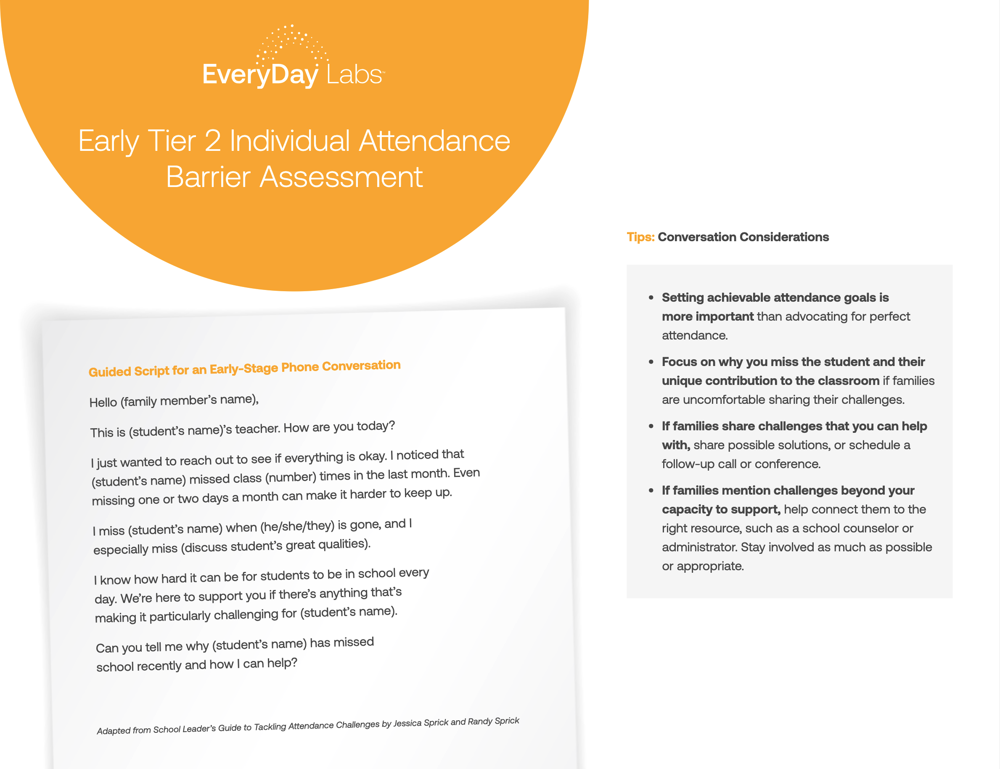 EveryDay Labs™
Early Tier 2 Individual Attendance
Barrier Assessment
Guided Script for an Early-Stage Phone Conversation
Hello (family member’s name),
This is (student’s name)’s teacher. How are you today?
I just wanted to reach out to see if everything is okay. I noticed that
(student’s name) missed class (number) times in the last month. Even
missing one or two days a month can make it harder to keep up.
I miss (student’s name) when (he/she/they) is gone, and I
especially miss (discuss student’s great qualities).
I know how hard it can be for students to be in school every
day. We’re here to support you if there’s anything that’s
making it particularly challenging for (student’s name).
Can you tell me why (student’s name) has missed
school recently and how I can help?
Adapted from School Leader’s Guide to Tackling Attendance Challenges by Jessica Sprick and Randy Sprick
Tips: Conversation Considerations
• Setting achievable attendance goals is
more important than advocating for perfect
attendance.
• Focus on why you miss the student and their
unique contribution to the classroom if families
are uncomfortable sharing their challenges.
• If families share challenges that you can help
with, share possible solutions, or schedule a
follow-up call or conference.
• If families mention challenges beyond your
capacity to support, help connect them to the
right resource, such as a school counselor or
administrator. Stay involved as much as possible
or appropriate.